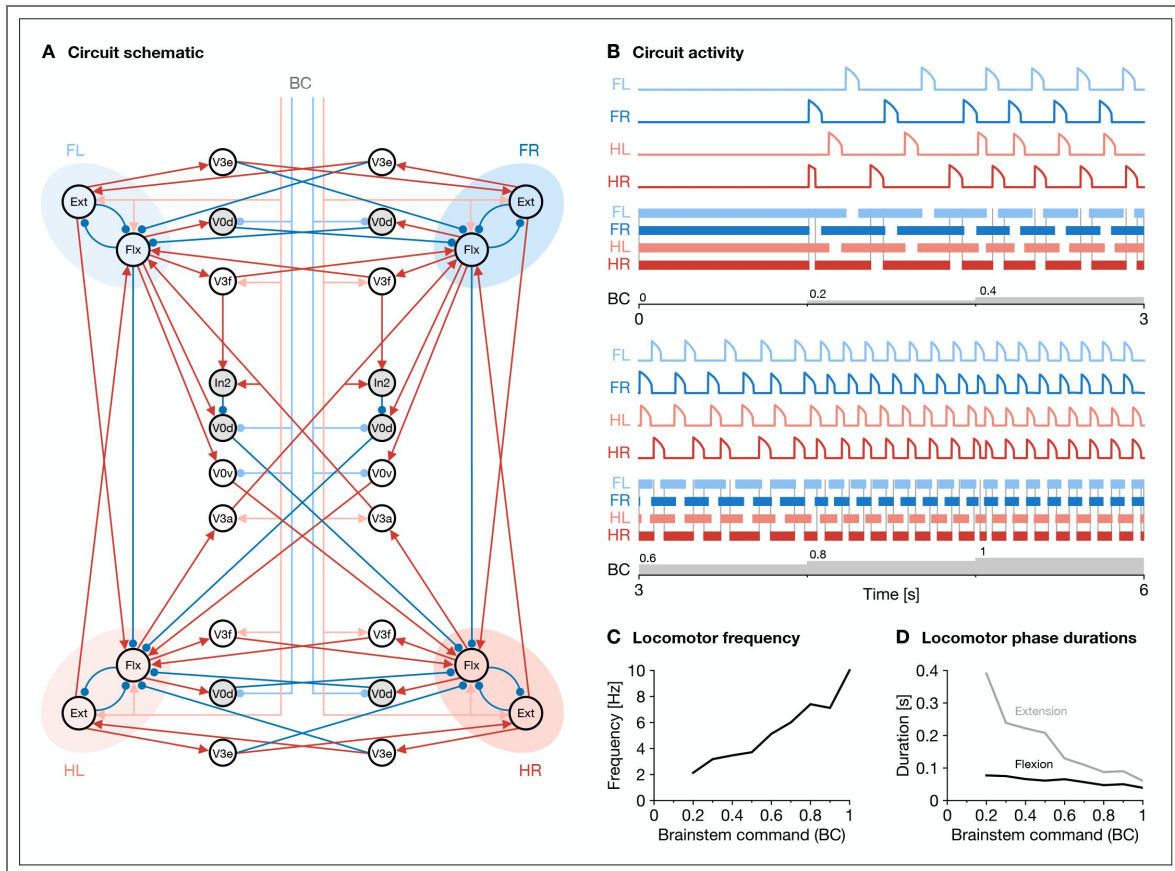 A Circuit schematic
BC
FL
FR
V3e
V3e
Ext
Ext
V0d
V0d
Flx
Flx
V3f
V3f
In2
In2
V0d
V0d
V0v
V0v
V3a
V3a
V3f
V3f
Flx
Flx
V0d
V0d
Ext
Ext
V3e
V3e
HL
HR
B Circuit activity
FL
FR
HL
HR
FL
FR
HL
HR
BC
0 0.2 0.4
0 3
FL
FR
HL
HR
FL
FR
HL
HR
BC
0.6 0.8 1
3 Time [s] 6
C Locomotor frequency
Frequency [Hz]
10
8
6
4
2
0
0 0.2 0.4 0.6 0.8 1
Brainstem command (BC)
D Locomotor phase durations
Duration [s]
0.4
0.3
0.2
0.1
0
Extension
Flexion
0 0.2 0.4 0.6 0.8 1
Brainstem command (BC)